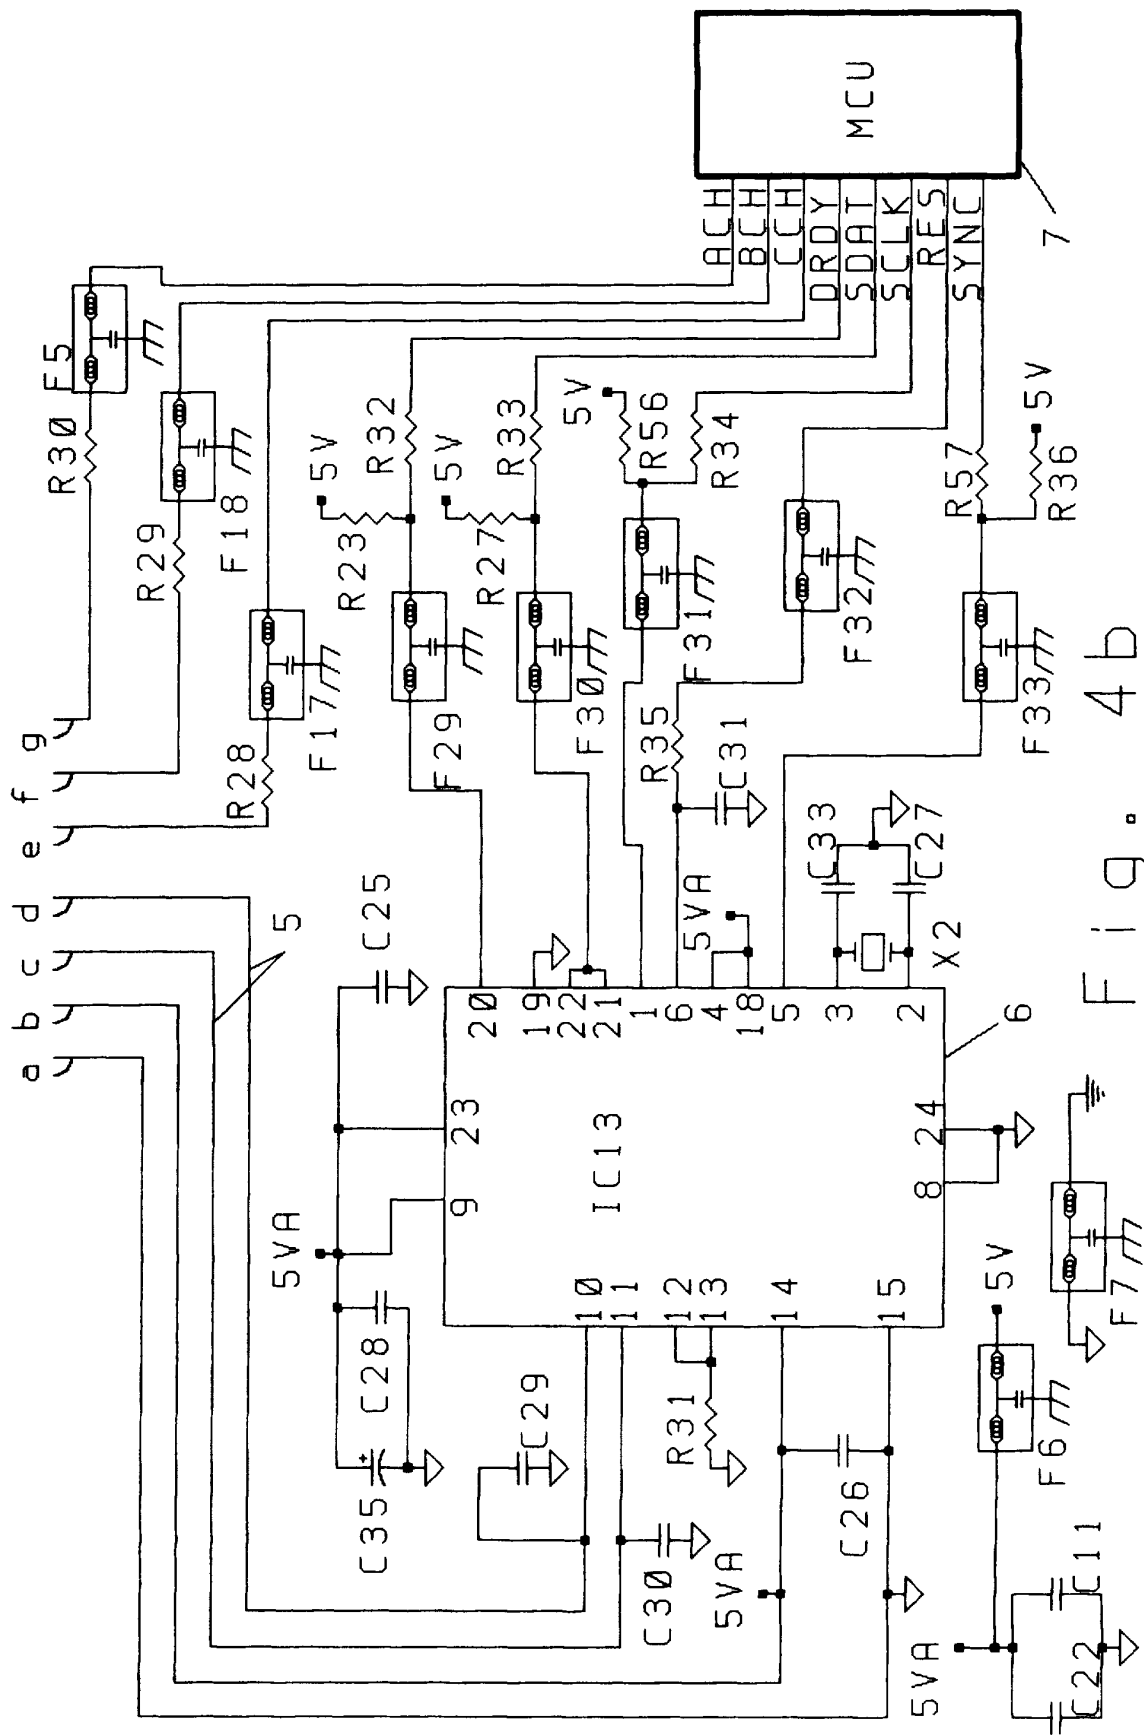 a b c d e f g
5
R30
F5
R29
F18
R28
F17
5V
R23
R32
F29
5V
R27
R33
F30
5V
R56
R34
F31
R35
C31
F32
R57
5V
R36
F33
ACH
BCH
CCH
DRDY
SDAT
SCLK
RES
SYNC
MCU
7
5VA
C25
C28
C35
C29
C30
R31
5VA
C26
IC13
9
23
10
11
12
13
14
15
8
24
20
19
22
21
1
6
4
18
5
3
2
6
5VA
C33
C27
X2
5VA
C22
C11
F6
5V
F7
Fig. 4b